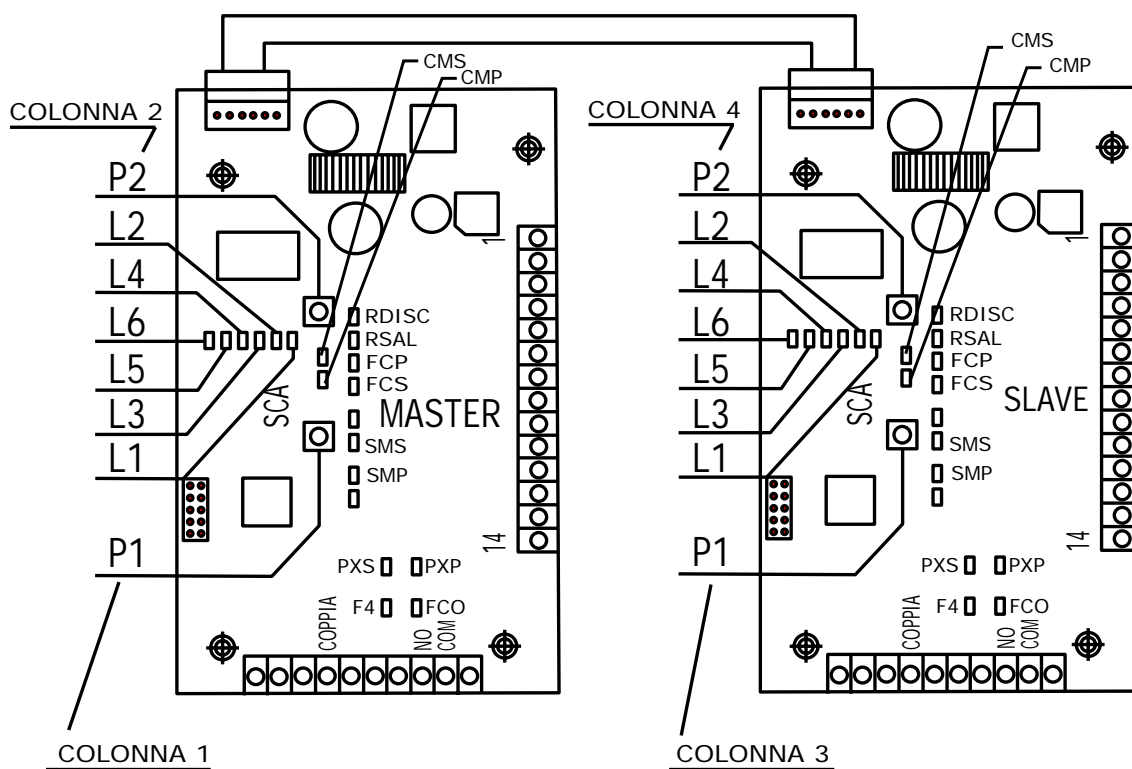 CMS
CMP
COLONNA 2
P2
L2
L4
L6
L5
L3
L1
P1
1
RDISC
RSAL
FCP
FCS
SCA
MASTER
SMS
SMP
14
PXS PXP
F4 FCO
COPPIA
NO
COM
COLONNA 1
CMS
CMP
COLONNA 4
P2
L2
L4
L6
L5
L3
L1
P1
1
RDISC
RSAL
FCP
FCS
SCA
SLAVE
SMS
SMP
14
PXS PXP
F4 FCO
COPPIA
NO
COM
COLONNA 3